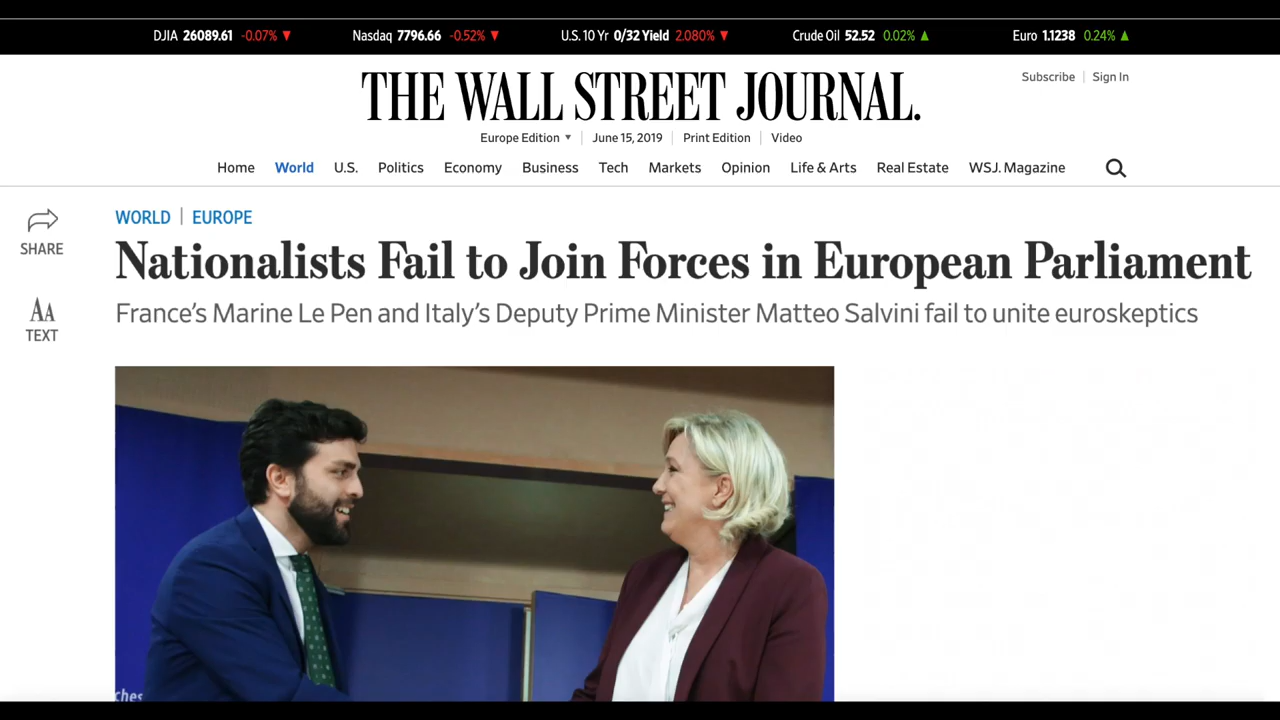 DJIA 26089.61 -0.07% ▼ Nasdaq 7796.66 -0.52% ▼ U.S. 10 Yr 0/32 Yield 2.080% ▼ Crude Oil 52.52 0.02% ▲ Euro 1.1238 0.24% ▲
Subscribe | Sign In
THE WALL STREET JOURNAL.
Europe Edition ▼ | June 15, 2019 | Print Edition | Video
Home World U.S. Politics Economy Business Tech Markets Opinion Life & Arts Real Estate WSJ. Magazine
WORLD | EUROPE
SHARE
Nationalists Fail to Join Forces in European Parliament
France's Marine Le Pen and Italy's Deputy Prime Minister Matteo Salvini fail to unite euroskeptics
AA
TEXT